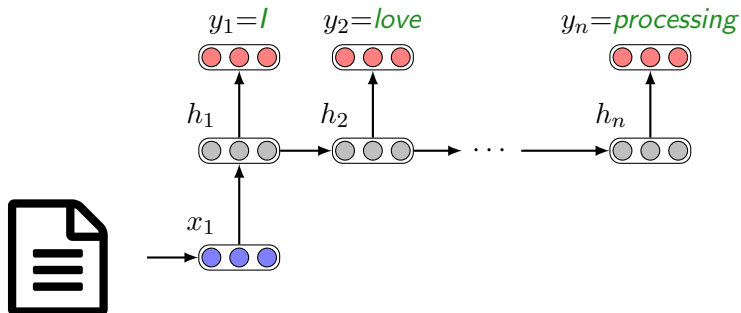 y₁=I y₂=love yₙ=processing
h₁ h₂ hₙ
⋯
x₁